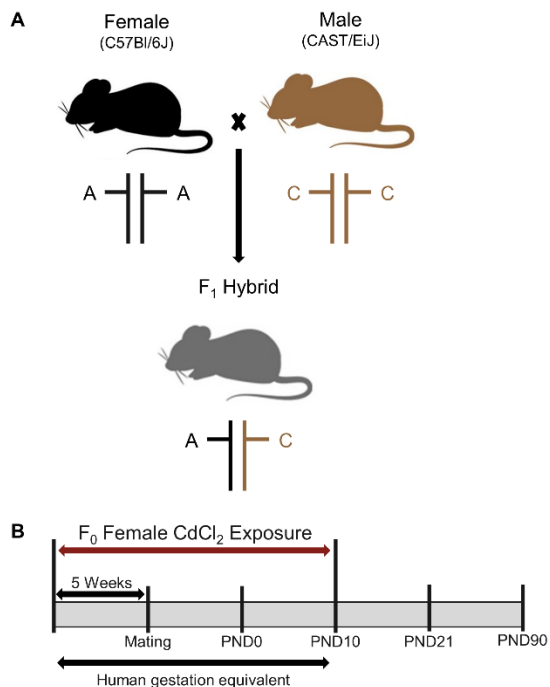 A
Female
(C57Bl/6J)
Male
(CAST/EiJ)
A A
C C
F₁ Hybrid
A C
B
F₀ Female CdCl₂ Exposure
5 Weeks
Mating PND0 PND10 PND21 PND90
Human gestation equivalent